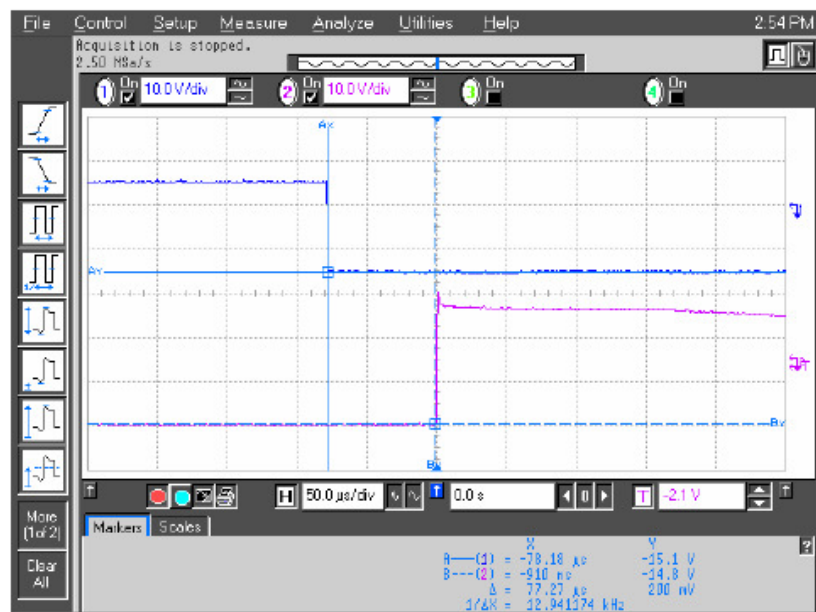 File Control Setup Measure Analyze Utilities Help 2:54 PM
Acquisition is stopped.
2.50 MSa/s
1 On 10.0 V/div 2 On 10.0 V/div 3 On 4 On
Ax
Ay
By
Bx
T
H 50.0 µs/div 0.0 s 0 T -2.1 V
More
(1 of 2)
Clear
All
Markers Scales
?
X Y
A---(1) = -78.18 µs -15.1 V
B---(2) = -910 ns -14.8 V
Δ = 77.27 µs 200 mV
1/ΔX = 12.941174 kHz